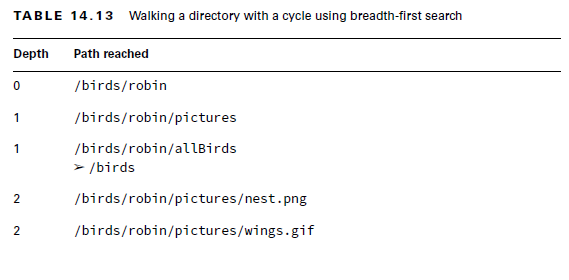 TABLE 14.13 Walking a directory with a cycle using breadth-first search
Depth Path reached
0 /birds/robin
1 /birds/robin/pictures
1 /birds/robin/allBirds
➢ /birds
2 /birds/robin/pictures/nest.png
2 /birds/robin/pictures/wings.gif